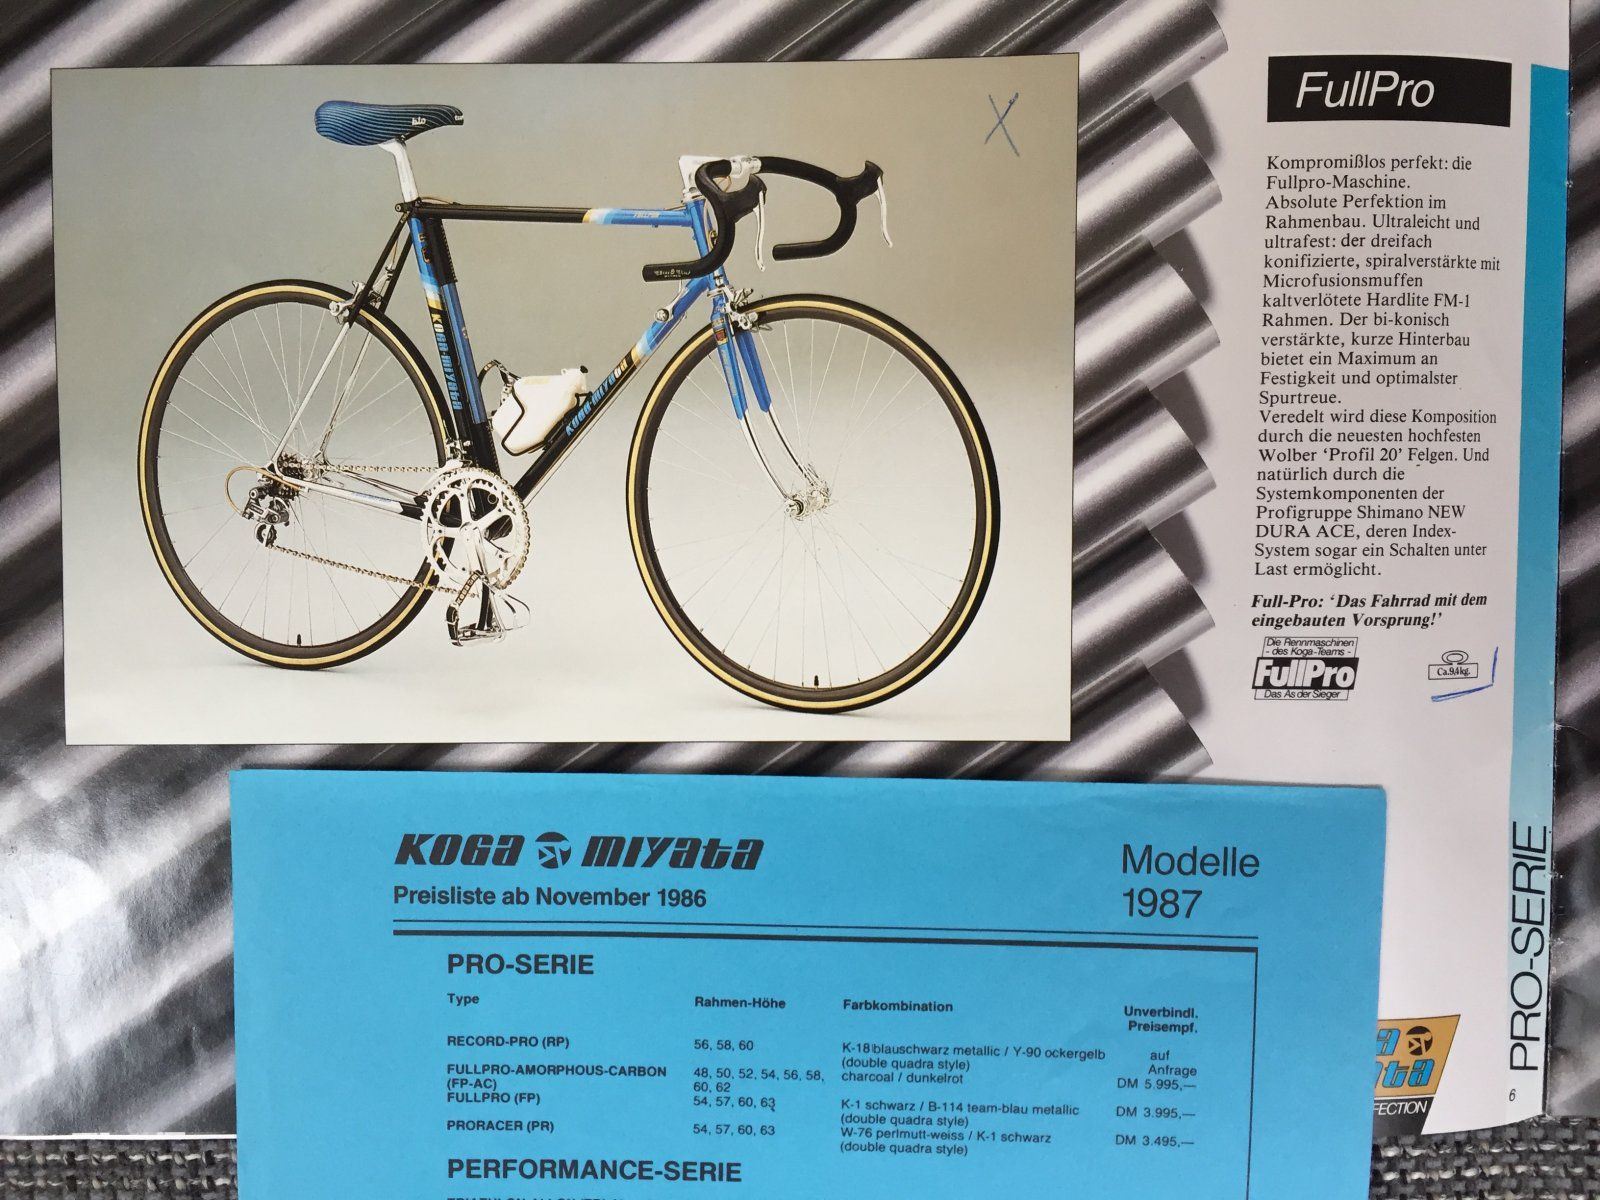 FullPro
Kompromißlos perfekt: die
Fullpro-Maschine.
Absolute Perfektion im
Rahmenbau. Ultraleicht und
ultrafest: der dreifach
konifizierte, spiralverstärkte mit
Microfusionsmuffen
kaltverlötete Hardlite FM-1
Rahmen. Der bi-konisch
verstärkte, kurze Hinterbau
bietet ein Maximum an
Festigkeit und optimalster
Spurtreue.
Veredelt wird diese Komposition
durch die neuesten hochfesten
Wolber ‘Profil 20’ Felgen. Und
natürlich durch die
Systemkomponenten der
Profigruppe Shimano NEW
DURA ACE, deren Index-
System sogar ein Schalten unter
Last ermöglicht.
Full-Pro: ‘Das Fahrrad mit dem
eingebauten Vorsprung!’
Die Rennmaschinen
- des Koga-Teams -
FullPro
Das As der Sieger
Ca.9,4kg.
X
KOGA-MIYATA
KOGA-MIYATA
PRO-SERIE
6
FECTION
KOGA MIYATA
Preisliste ab November 1986
Modelle
1987
PRO-SERIE
Type Rahmen-Höhe Farbkombination Unverbindl.
Preisempf.
RECORD-PRO (RP) 56, 58, 60 K-18 blauschwarz metallic / Y-90 ockergelb auf
(double quadra style) Anfrage
FULLPRO-AMORPHOUS-CARBON 48, 50, 52, 54, 56, 58, charcoal / dunkelrot DM 5.995,—
(FP-AC) 60, 62
FULLPRO (FP) 54, 57, 60, 63 K-1 schwarz / B-114 team-blau metallic DM 3.995,—
(double quadra style)
PRORACER (PR) 54, 57, 60, 63 W-76 perlmutt-weiss / K-1 schwarz DM 3.495,—
(double quadra style)
PERFORMANCE-SERIE